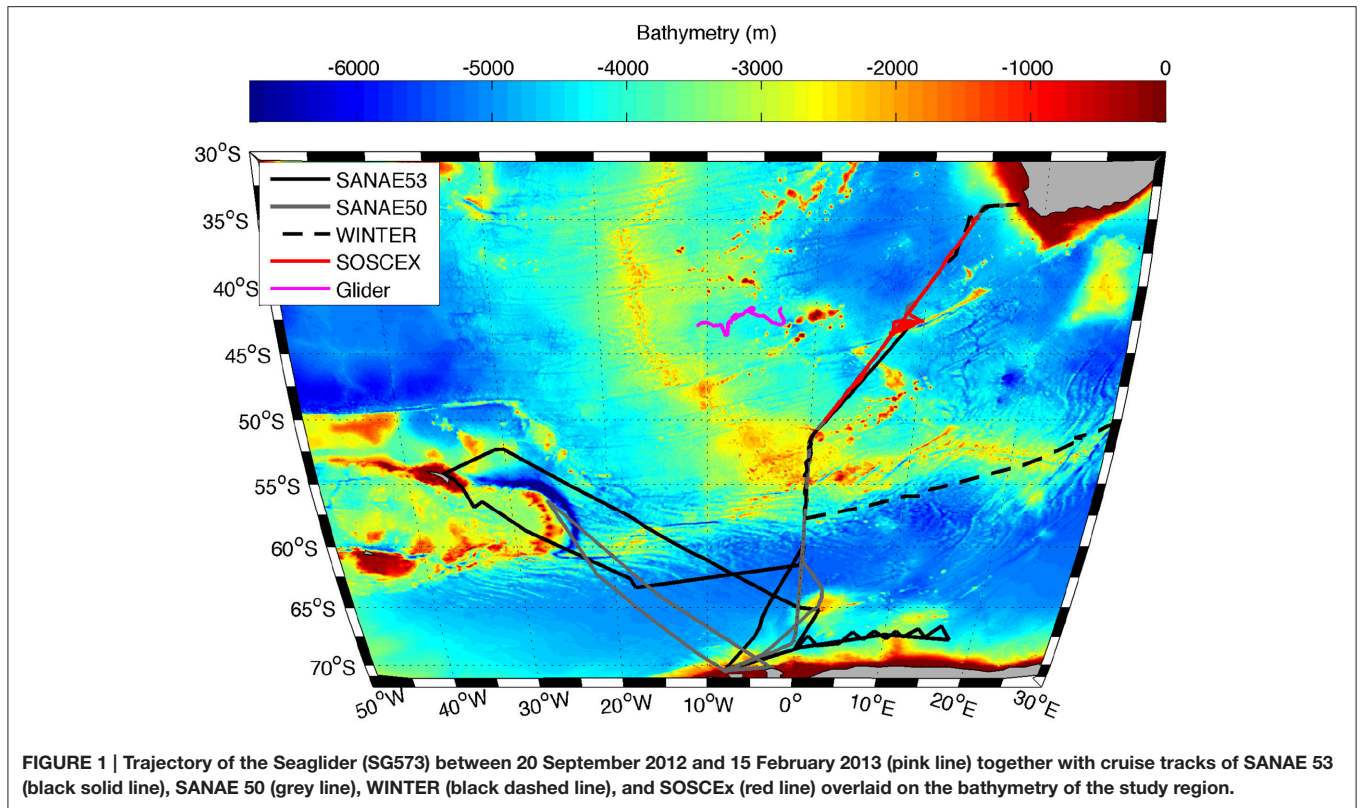 Bathymetry (m)
-6000 -5000 -4000 -3000 -2000 -1000 0
30°S
35°S
40°S
45°S
50°S
55°S
60°S
65°S
70°S
SANAE53
SANAE50
WINTER
SOSCEX
Glider
50°W 40°W 30°W 20°W 10°W 0° 10°E 20°E 30°E
FIGURE 1 | Trajectory of the Seaglider (SG573) between 20 September 2012 and 15 February 2013 (pink line) together with cruise tracks of SANAE 53
(black solid line), SANAE 50 (grey line), WINTER (black dashed line), and SOSCEx (red line) overlaid on the bathymetry of the study region.